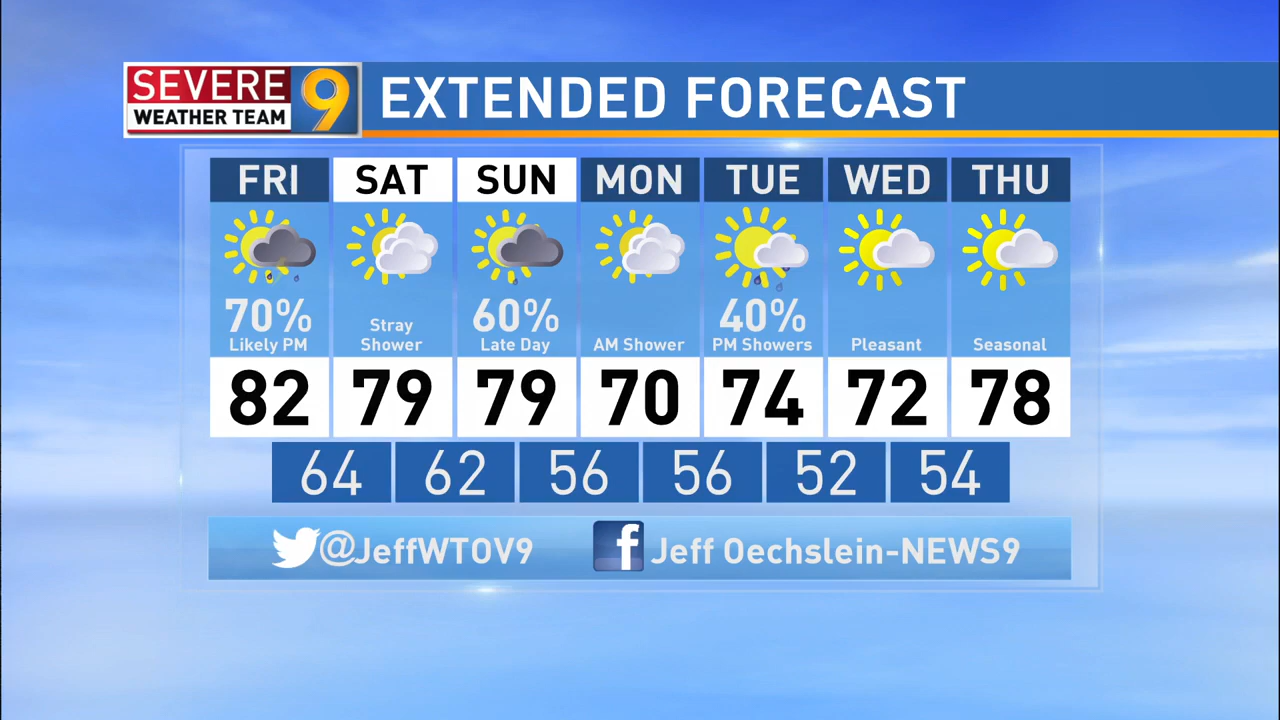 SEVERE
WEATHER TEAM
9
EXTENDED FORECAST
FRI SAT SUN MON TUE WED THU
70% 60% 40%
Stray
Likely PM Shower Late Day AM Shower PM Showers Pleasant Seasonal
82 79 79 70 74 72 78
64 62 56 56 52 54
@JeffWTOV9 f Jeff Oechslein-NEWS9